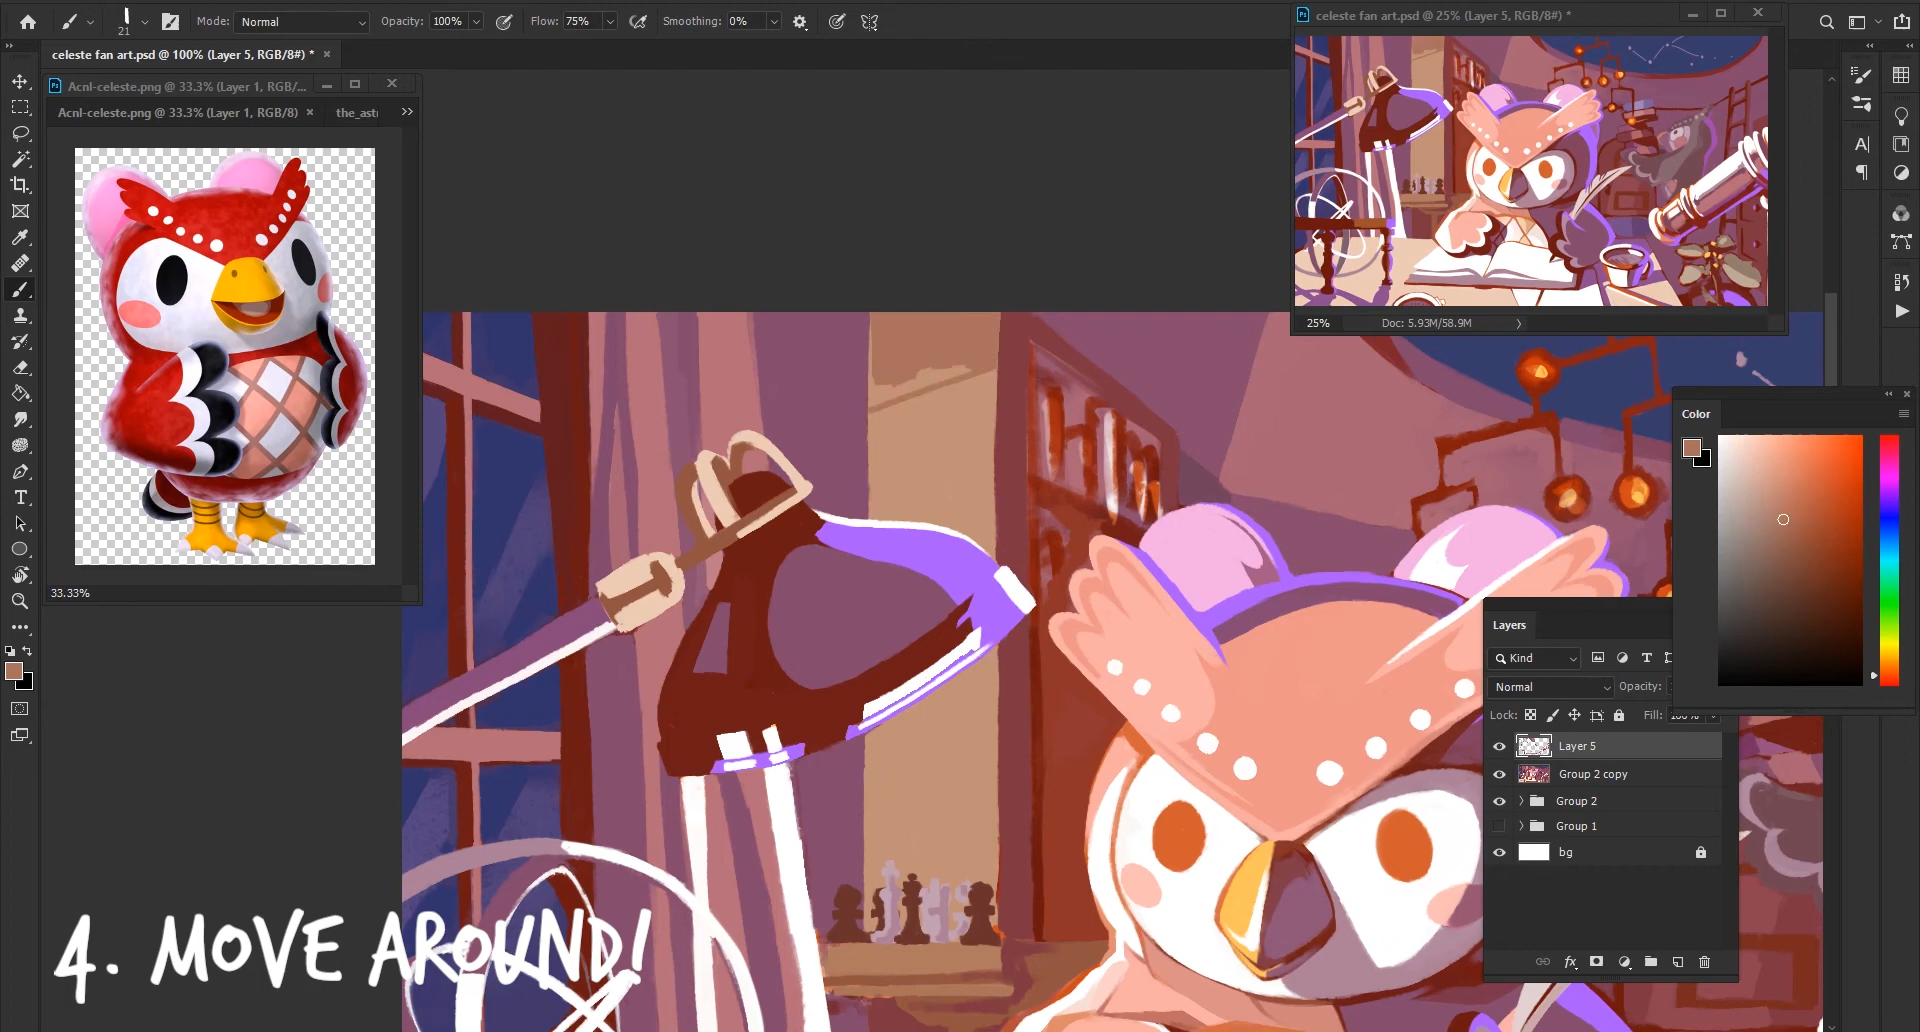 21
Mode: Normal
Opacity: 100%
Flow: 75%
Smoothing: 0%
celeste fan art.psd @ 25% (Layer 5, RGB/8#) *
celeste fan art.psd @ 100% (Layer 5, RGB/8#) *
Acnl-celeste.png @ 33.3% (Layer 1, RGB/...
Acnl-celeste.png @ 33.3% (Layer 1, RGB/8)
the_astr
25%
Doc: 5.93M/58.9M
33.33%
Color
Layers
Kind
Normal
Opacity:
Lock:
Fill: 100%
Layer 5
Group 2 copy
Group 2
Group 1
bg
4. MOVE AROUND!